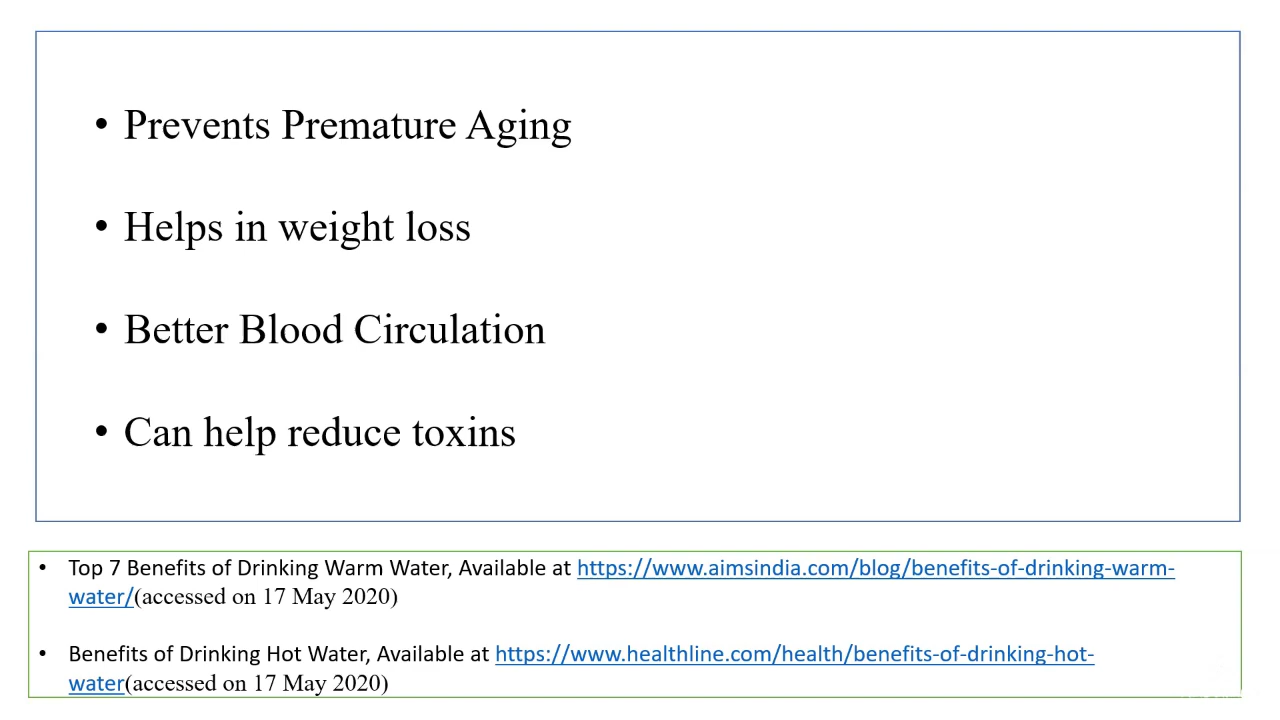 • Prevents Premature Aging
• Helps in weight loss
• Better Blood Circulation
• Can help reduce toxins
• Top 7 Benefits of Drinking Warm Water, Available at https://www.aimsindia.com/blog/benefits-of-drinking-warm-
water/(accessed on 17 May 2020)
• Benefits of Drinking Hot Water, Available at https://www.healthline.com/health/benefits-of-drinking-hot-
water(accessed on 17 May 2020)